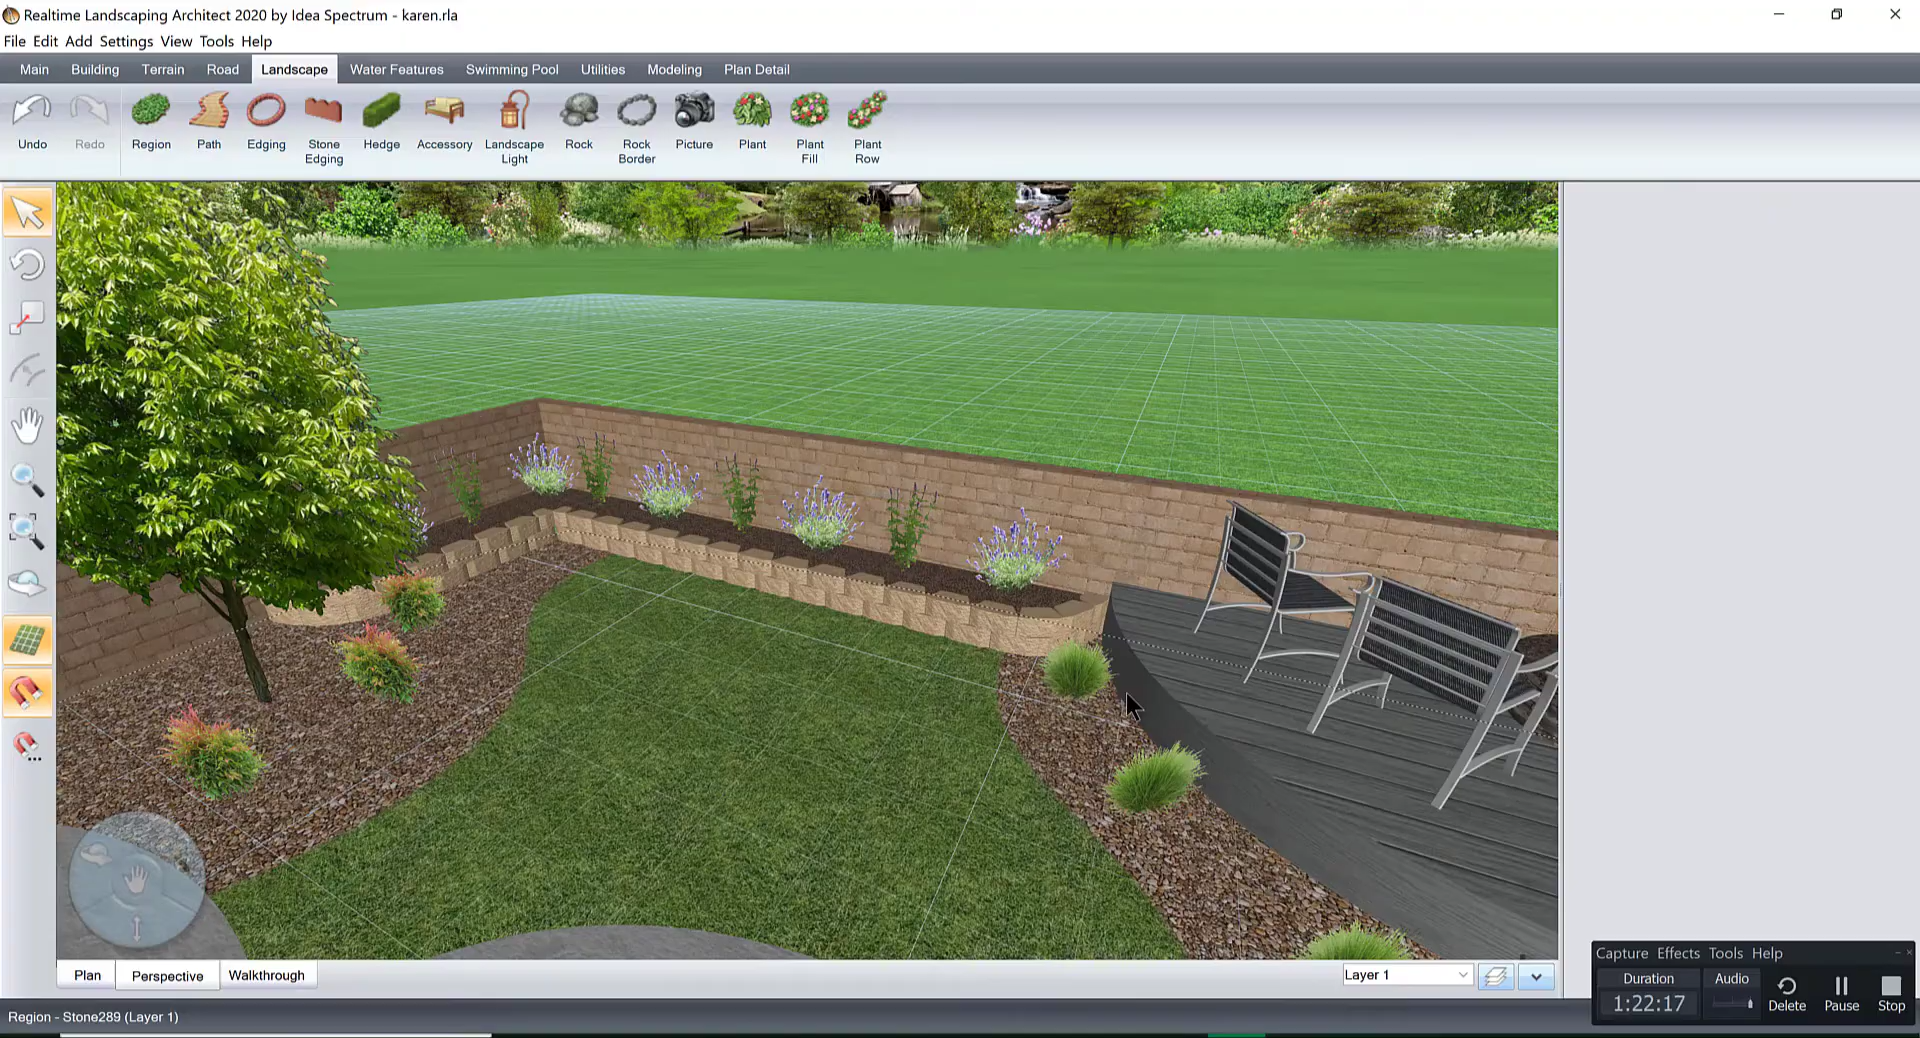 Realtime Landscaping Architect 2020 by Idea Spectrum - karen.rla
File Edit Add Settings View Tools Help
Main Building Terrain Road Landscape Water Features Swimming Pool Utilities Modeling Plan Detail
Undo Redo Region Path Edging Stone Edging Hedge Accessory Landscape Light Rock Rock Border Picture Plant Plant Fill Plant Row
Plan Perspective Walkthrough
Layer 1
Region - Stone289 (Layer 1)
Capture Effects Tools Help
Duration Audio
1:22:17 Delete Pause Stop